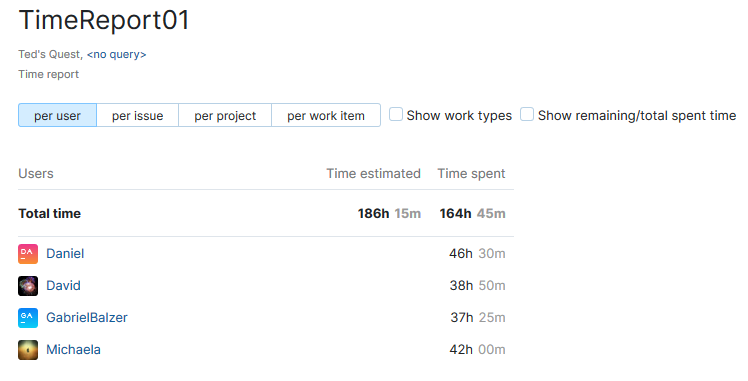 TimeReport01
Ted's Quest, <no query>
Time report
per user per issue per project per work item Show work types Show remaining/total spent time
Users Time estimated Time spent
Total time 186h 15m 164h 45m
DA Daniel 46h 30m
David 38h 50m
GA GabrielBalzer 37h 25m
Michaela 42h 00m